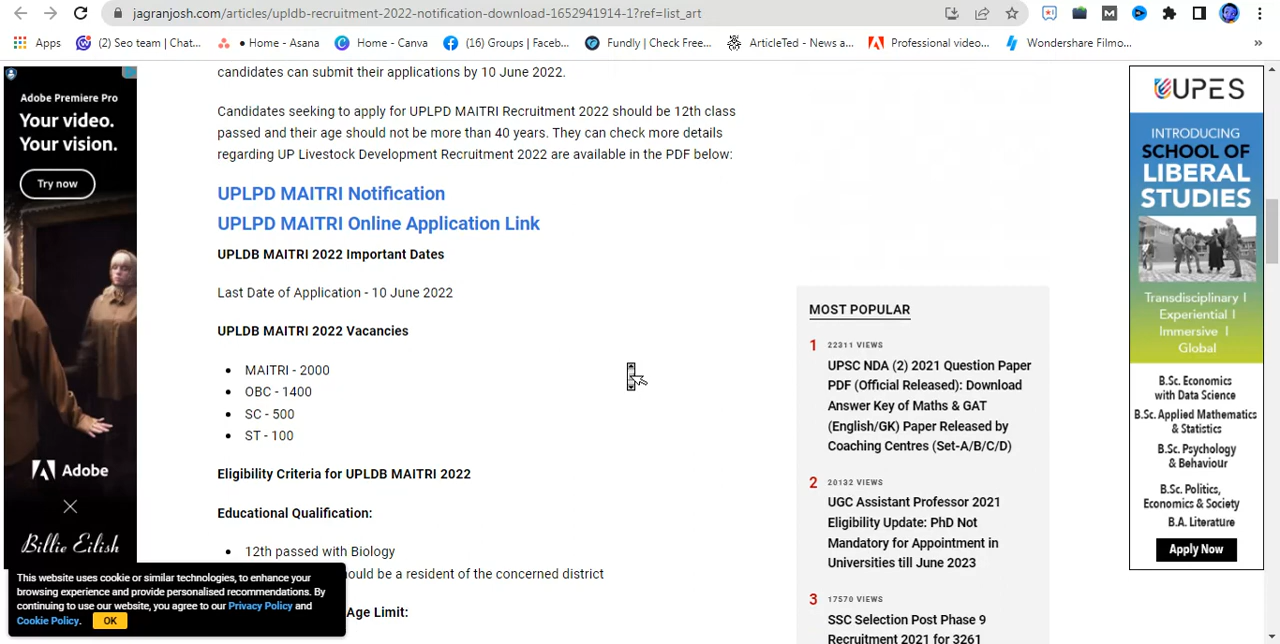 jagranjosh.com/articles/upldb-recruitment-2022-notification-download-1652941914-1?ref=list_art
Apps
(2) Seo team | Chat...
• Home - Asana
Home - Canva
(16) Groups | Faceb...
Fundly | Check Free...
ArticleTed - News a...
Professional video...
Wondershare Filmo...
»
Adobe Premiere Pro
Your video.
Your vision.
Try now
Adobe
Billie Eilish
candidates can submit their applications by 10 June 2022.
Candidates seeking to apply for UPLPD MAITRI Recruitment 2022 should be 12th class
passed and their age should not be more than 40 years. They can check more details
regarding UP Livestock Development Recruitment 2022 are available in the PDF below:
UPLPD MAITRI Notification
UPLPD MAITRI Online Application Link
UPLDB MAITRI 2022 Important Dates
Last Date of Application - 10 June 2022
UPLDB MAITRI 2022 Vacancies
• MAITRI - 2000
• OBC - 1400
• SC - 500
• ST - 100
Eligibility Criteria for UPLDB MAITRI 2022
Educational Qualification:
• 12th passed with Biology
should be a resident of the concerned district
Age Limit:
This website uses cookie or similar technologies, to enhance your
browsing experience and provide personalised recommendations. By
continuing to use our website, you agree to our Privacy Policy and
Cookie Policy.
OK
MOST POPULAR
1 22311 VIEWS
UPSC NDA (2) 2021 Question Paper
PDF (Official Released): Download
Answer Key of Maths & GAT
(English/GK) Paper Released by
Coaching Centres (Set-A/B/C/D)
2 20132 VIEWS
UGC Assistant Professor 2021
Eligibility Update: PhD Not
Mandatory for Appointment in
Universities till June 2023
3 17570 VIEWS
SSC Selection Post Phase 9
Recruitment 2021 for 3261
UPES
INTRODUCING
SCHOOL OF
LIBERAL
STUDIES
Transdisciplinary |
Experiential |
Immersive |
Global
B.Sc. Economics
with Data Science
B.Sc. Applied Mathematics
& Statistics
B.Sc. Psychology
& Behaviour
B.Sc. Politics,
Economics & Society
B.A. Literature
Apply Now